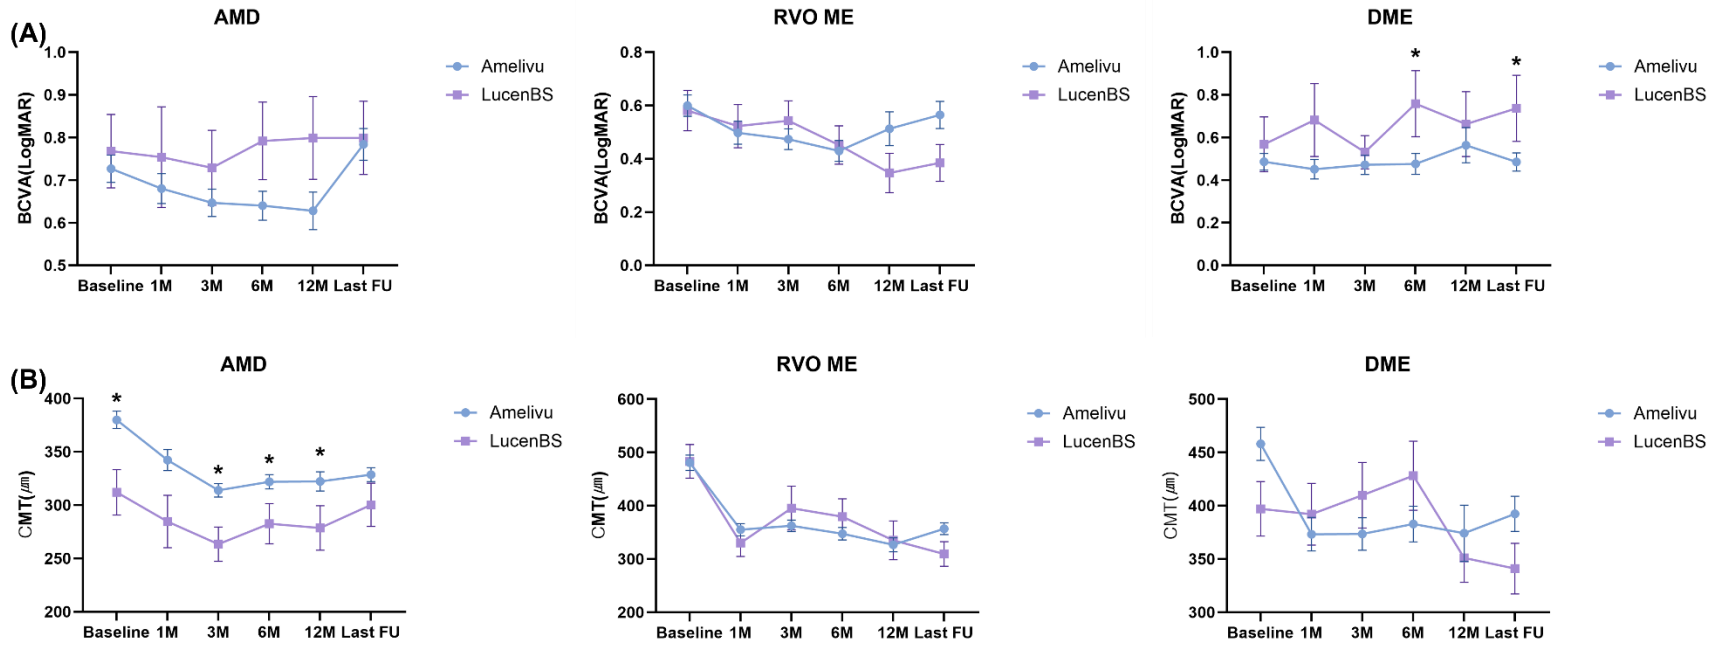 (A)
AMD
BCVA(LogMAR)
1.0
0.9
0.8
0.7
0.6
0.5
Baseline 1M 3M 6M 12M Last FU
Amelivu
LucenBS
RVO ME
BCVA(LogMAR)
0.8
0.6
0.4
0.2
0.0
Baseline 1M 3M 6M 12M Last FU
Amelivu
LucenBS
DME
BCVA(LogMAR)
1.0
0.8
0.6
0.4
0.2
0.0
* *
Baseline 1M 3M 6M 12M Last FU
Amelivu
LucenBS
(B)
AMD
CMT(㎛)
400
350
300
250
200
* * * *
Baseline 1M 3M 6M 12M Last FU
Amelivu
LucenBS
RVO ME
CMT(㎛)
600
500
400
300
200
Baseline 1M 3M 6M 12M Last FU
Amelivu
LucenBS
DME
CMT(㎛)
500
450
400
350
300
Baseline 1M 3M 6M 12M Last FU
Amelivu
LucenBS